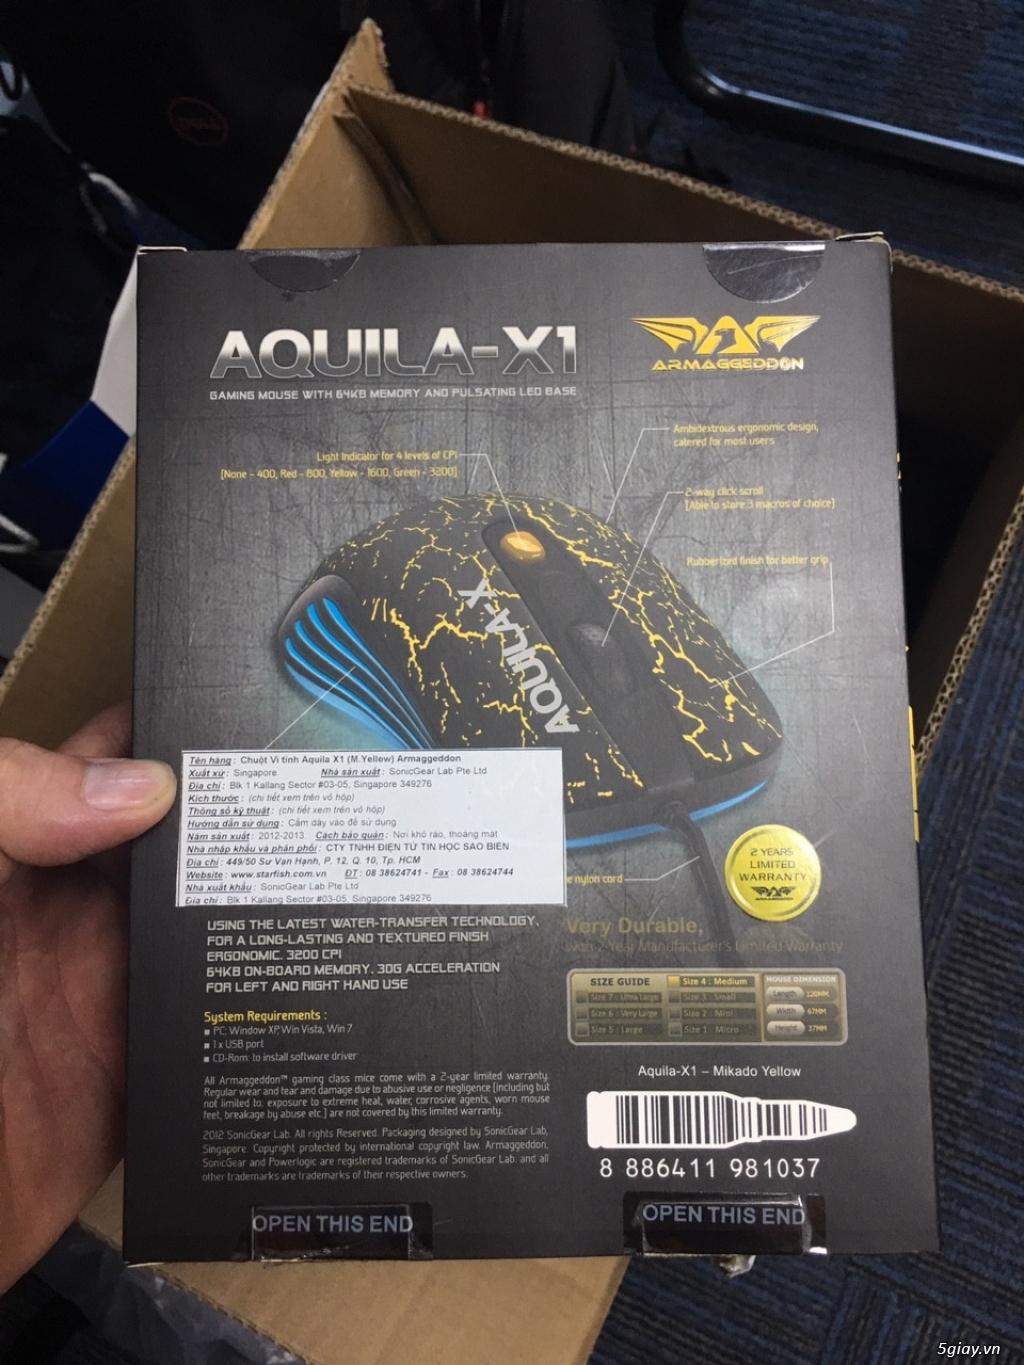 AQUILA-X1
ARMAGGEDDON
GAMING MOUSE WITH 64KB MEMORY AND PULSATING LED BASE
Light Indicator for 4 levels of CPI
[None - 400, Red - 800, Yellow - 1600, Green - 3200]
Ambidextrous ergonomic design,
catered for most users
2-way click scroll
[Able to store 3 macros of choice]
Rubberized finish for better grip
AQUILA-X
Tên hàng : Chuột Vi tính Aquila X1 (M.Yellow) Armaggeddon
Xuất xứ : Singapore Nhà sản xuất : SonicGear Lab Pte Ltd
Địa chỉ : Blk 1 Kallang Sector #03-05, Singapore 349276
Kích thước : (chi tiết xem trên vỏ hộp)
Thông số kỹ thuật : (chi tiết xem trên vỏ hộp)
Hướng dẫn sử dụng : Cắm dây vào để sử dụng
Năm sản xuất : 2012-2013 Cách bảo quản : Nơi khô ráo, thoáng mát
Nhà nhập khẩu và phân phối : CTY TNHH ĐIỆN TỬ TIN HỌC SAO BIỂN
Địa chỉ : 449/50 Sư Vạn Hạnh, P. 12, Q. 10, Tp. HCM
Website : www.starfish.com.vn ĐT : 08 38624741 - Fax : 08 38624744
Nhà xuất khẩu : SonicGear Lab Pte Ltd
Địa chỉ : Blk 1 Kallang Sector #03-05, Singapore 349276
e nylon cord
2 YEARS
LIMITED
WARRANTY
ARMAGGEDDON
USING THE LATEST WATER-TRANSFER TECHNOLOGY,
FOR A LONG-LASTING AND TEXTURED FINISH
ERGONOMIC. 3200 CPI
64KB ON-BOARD MEMORY. 30G ACCELERATION
FOR LEFT AND RIGHT HAND USE
Very Durable,
with 2-Year Manufacturer's Limited Warranty
SIZE GUIDE
Size 7 : Ultra Large
Size 6 : Very Large
Size 5 : Large
Size 4 : Medium
Size 3 : Small
Size 2 : Mini
Size 1 : Micro
MOUSE DIMENSION
Length 120MM
Width 67MM
Height 37MM
System Requirements :
PC: Window XP, Win Vista, Win 7
1 x USB port
CD-Rom: to install software driver
All Armaggeddon™ gaming class mice come with a 2-year limited warranty.
Regular wear and tear and damage due to abusive use or negligence [including but
not limited to: exposure to extreme heat, water, corrosive agents, worn mouse
feet, breakage by abuse etc.] are not covered by this limited warranty.
2012 SonicGear Lab. All rights Reserved. Packaging designed by SonicGear Lab,
Singapore. Copyright protected by international copyright law. Armaggeddon,
SonicGear and Powerlogic are registered trademarks of SonicGear Lab. and all
other trademarks are trademarks of their respective owners.
Aquila-X1 – Mikado Yellow
8 886411 981037
OPEN THIS END
OPEN THIS END
5giay.vn